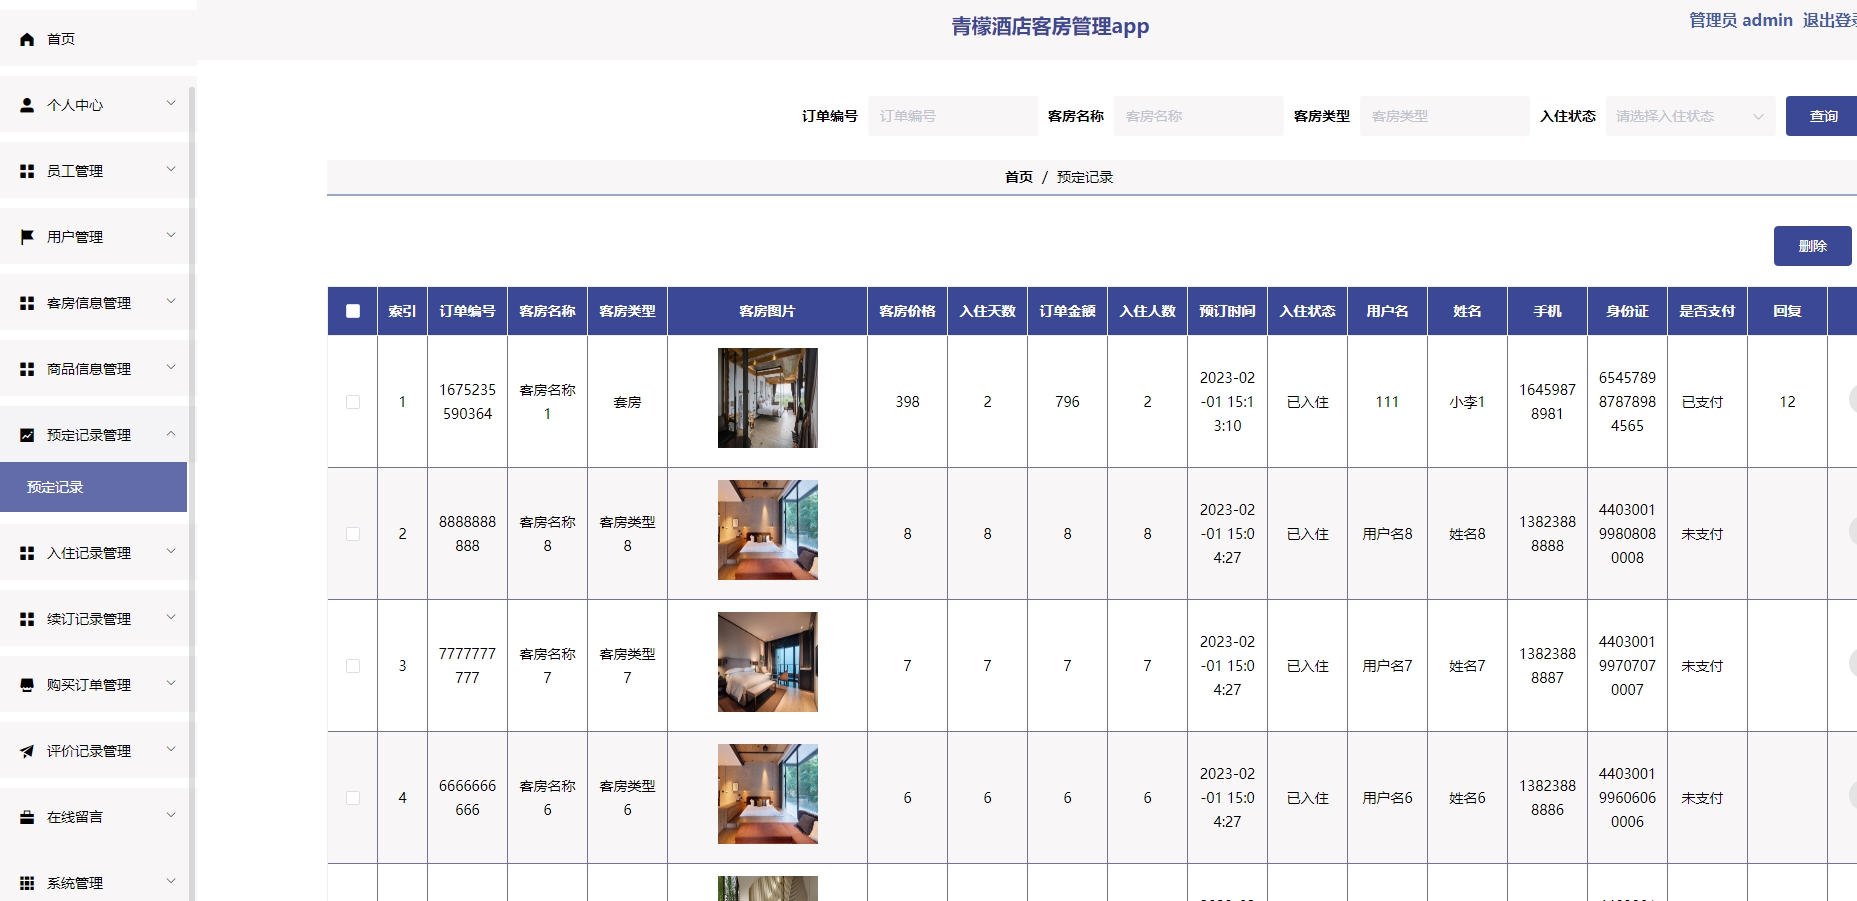 青檬酒店客房管理app
管理员 admin 退出登录
首页
个人中心
员工管理
用户管理
客房信息管理
商品信息管理
预定记录管理
预定记录
入住记录管理
续订记录管理
购买订单管理
评价记录管理
在线留言
系统管理
订单编号 订单编号 客房名称 客房名称 客房类型 客房类型 入住状态 请选择入住状态 查询
首页 / 预定记录
删除
索引 订单编号 客房名称 客房类型 客房图片 客房价格 入住天数 订单金额 入住人数 预订时间 入住状态 用户名 姓名 手机 身份证 是否支付 回复
1 1675235590364 客房名称1 套房 398 2 796 2 2023-02-01 15:13:10 已入住 111 小李1 16459878981 654578987878984565 已支付 12
2 8888888888 客房名称8 客房类型8 8 8 8 8 2023-02-01 15:04:27 已入住 用户名8 姓名8 13823888888 440300199808080008 未支付
3 7777777777 客房名称7 客房类型7 7 7 7 7 2023-02-01 15:04:27 已入住 用户名7 姓名7 13823888887 440300199707070007 未支付
4 6666666666 客房名称6 客房类型6 6 6 6 6 2023-02-01 15:04:27 已入住 用户名6 姓名6 13823888886 440300199606060006 未支付